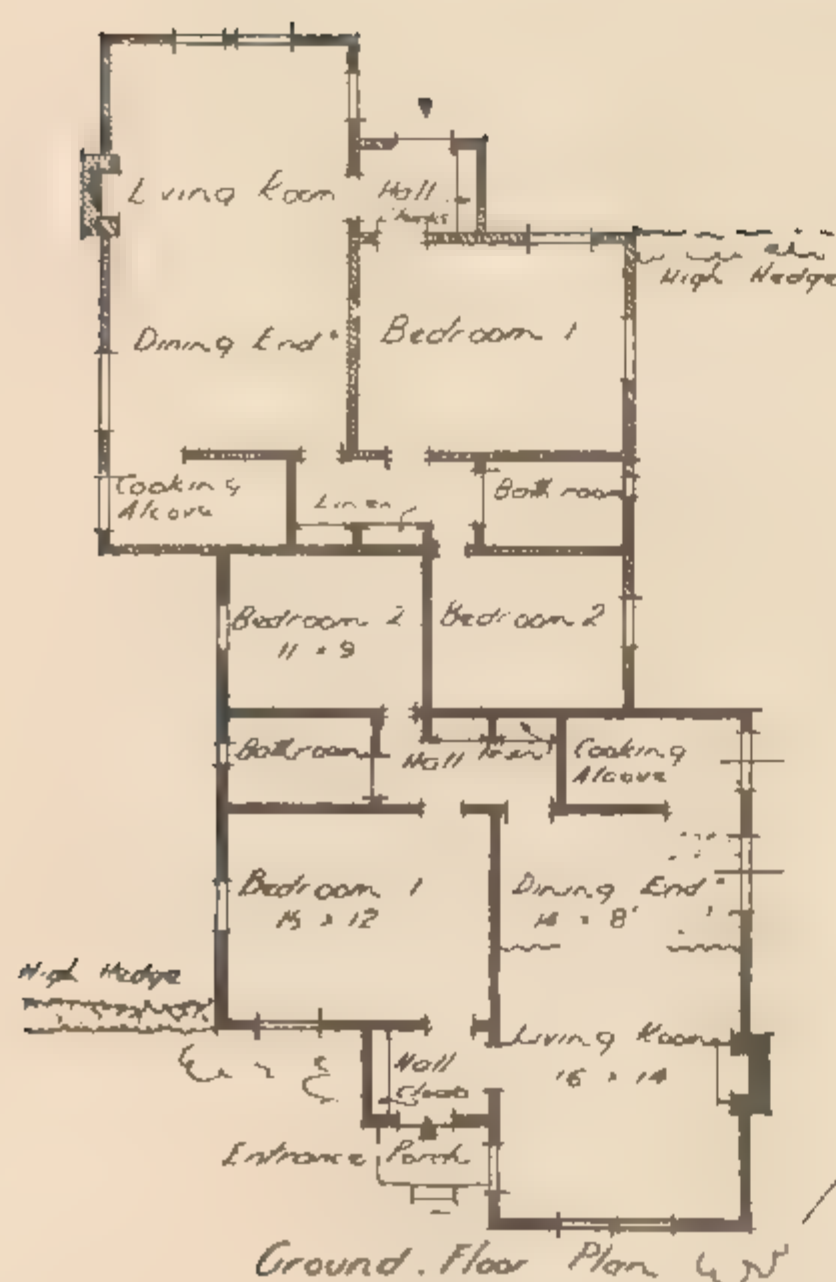 Living Room
Hall
Cloaks
High Hedge
Dining End
Bedroom 1
Cooking
Alcove
Linen
Bathroom
Bedroom 2
11 × 9
Bedroom 2
Bathroom
Hall
Linen
Cooking
Alcove
Bedroom 1
15 × 12
Dining End
14 × 8'
High Hedge
Hall
Cloaks
Living Room
16 × 14
Entrance Porch
Ground Floor Plan